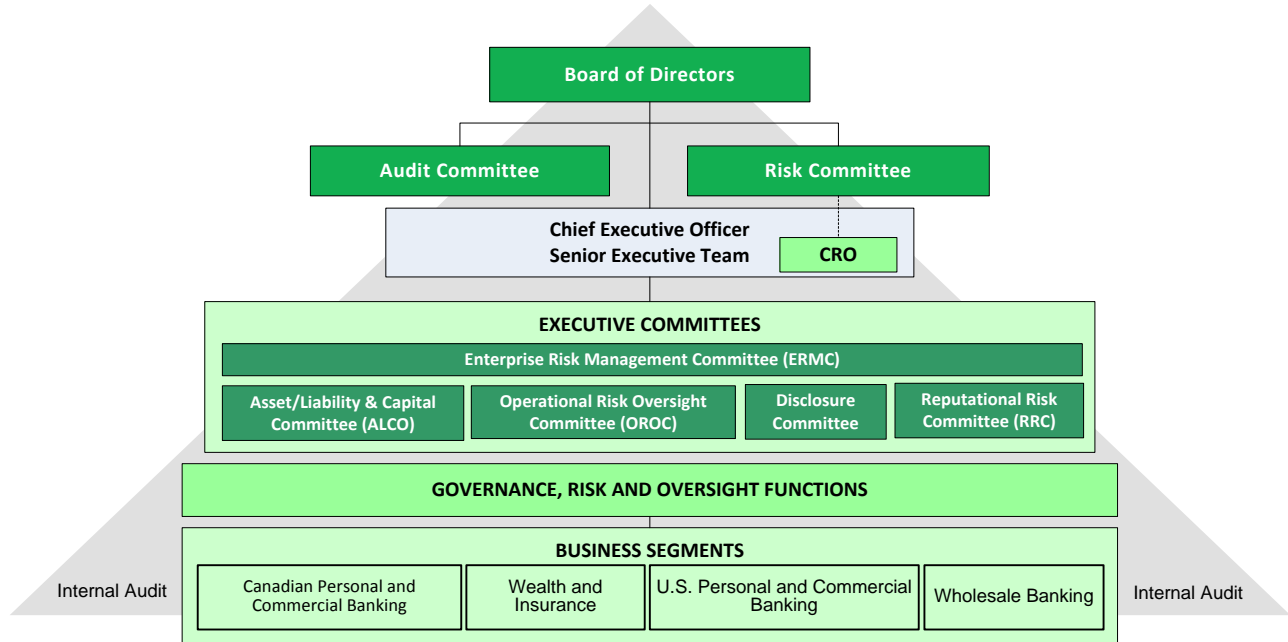 Board of Directors
Audit Committee
Risk Committee
Chief Executive Officer
Senior Executive Team
CRO
EXECUTIVE COMMITTEES
Enterprise Risk Management Committee (ERMC)
Asset/Liability & Capital
Committee (ALCO)
Operational Risk Oversight
Committee (OROC)
Disclosure
Committee
Reputational Risk
Committee (RRC)
GOVERNANCE, RISK AND OVERSIGHT FUNCTIONS
BUSINESS SEGMENTS
Internal Audit
Canadian Personal and
Commercial Banking
Wealth and
Insurance
U.S. Personal and Commercial
Banking
Wholesale Banking
Internal Audit